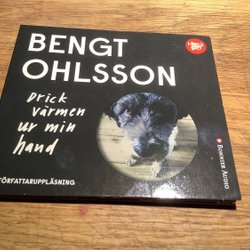 BENGT
OHLSSON
Drick
värmen
ur min
hand
FÖRFATTARUPPLÄSNING
BONNIER AUDIO